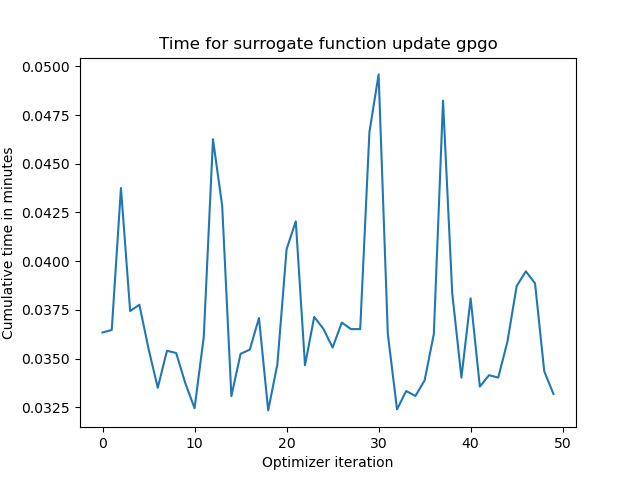 Time for surrogate function update gpgo
Cumulative time in minutes
0.0500
0.0475
0.0450
0.0425
0.0400
0.0375
0.0350
0.0325
0 10 20 30 40 50
Optimizer iteration